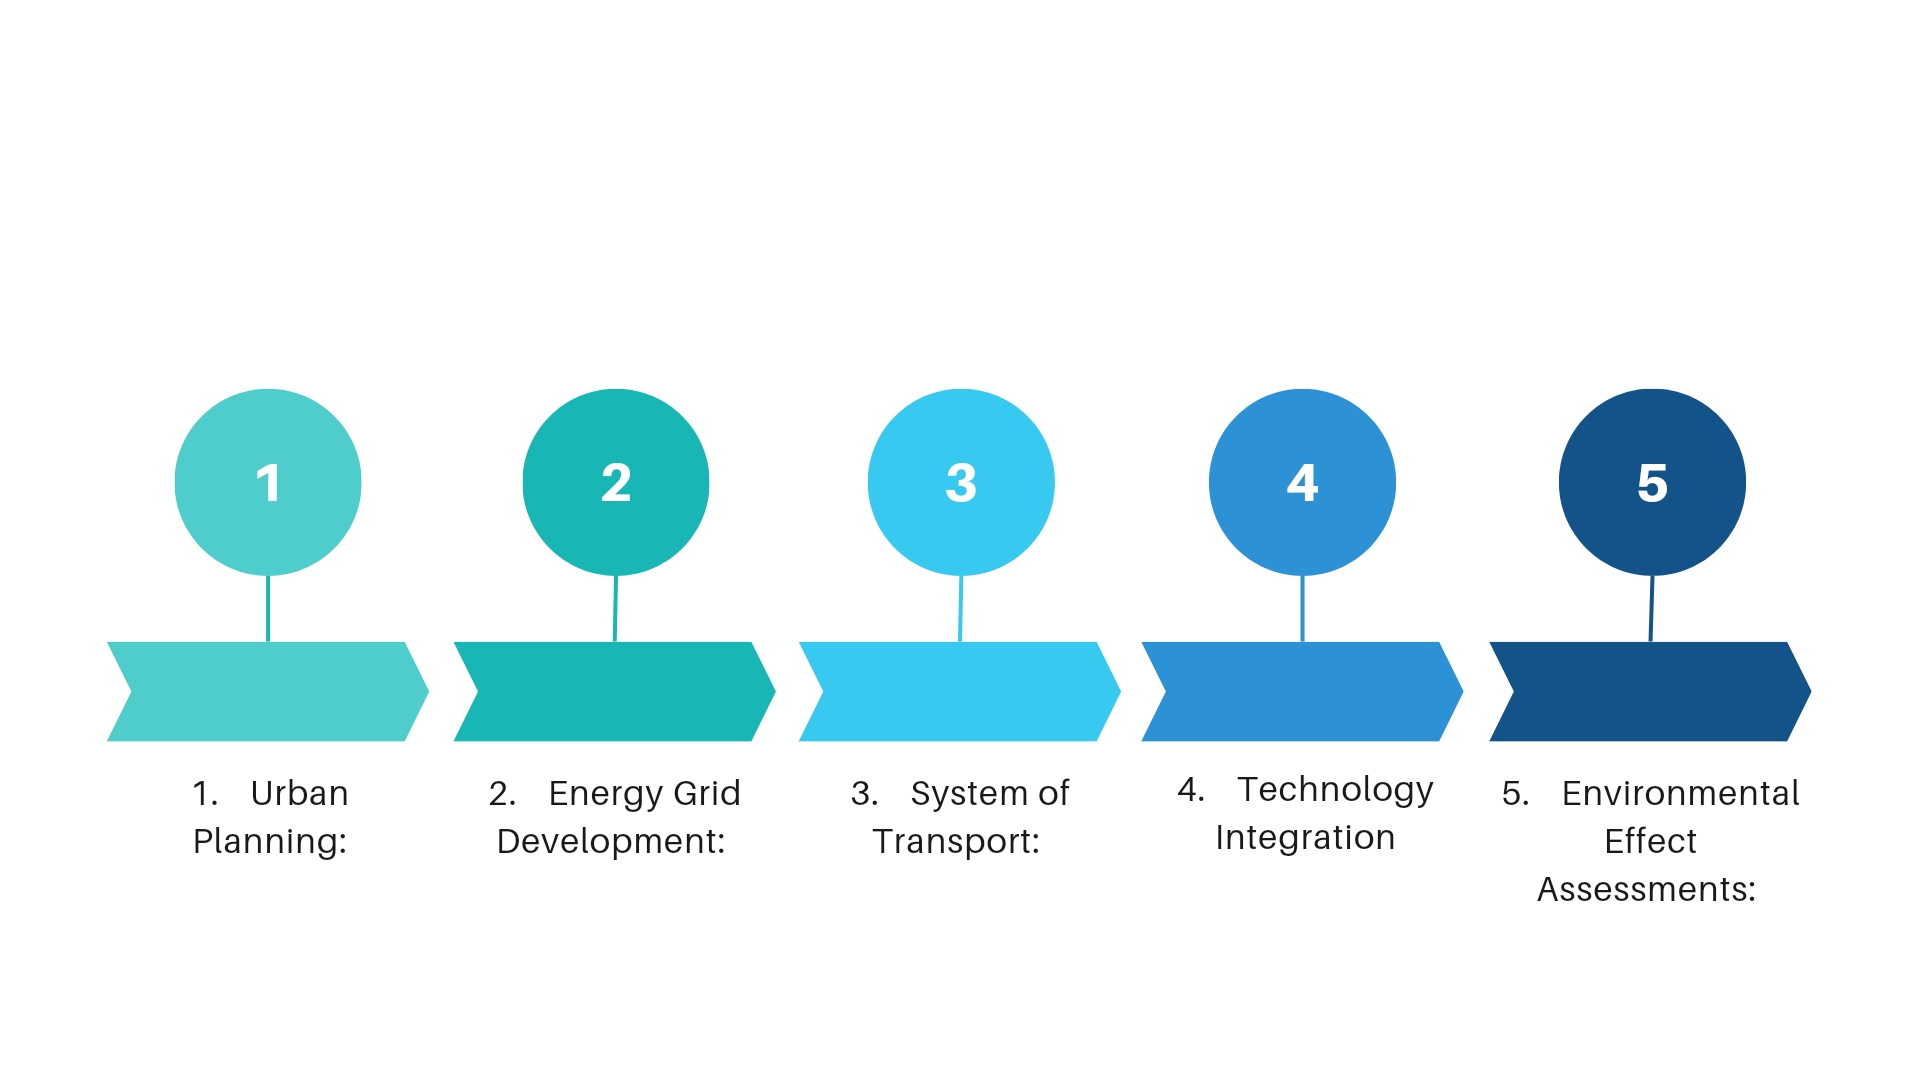 1
2
3
4
5
1. Urban
Planning:
2. Energy Grid
Development:
3. System of
Transport:
4. Technology
Integration
5. Environmental
Effect
Assessments: